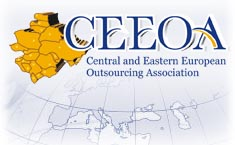 CEEOA
Central and Eastern European
Outsourcing Association